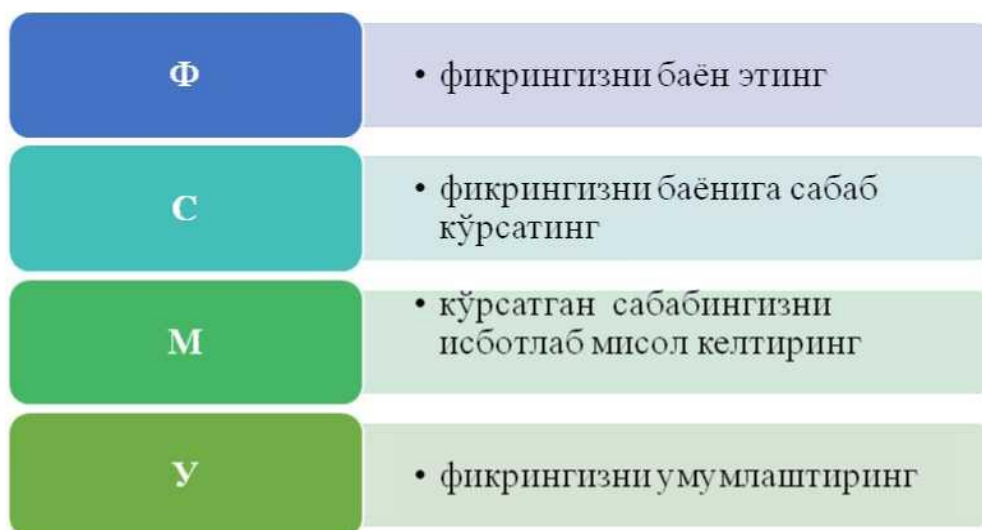 Ф
• фикрингизни баён этинг
С
• фикрингизни баёнига сабаб
кўрсатинг
М
• кўрсатган сабабингизни
исботлаб мисол келтиринг
У
• фикрингизни умумлаштиринг